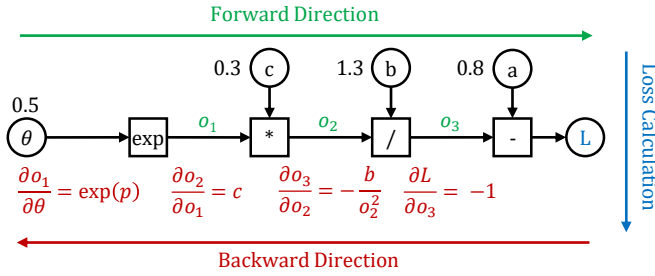 Forward Direction
0.3 c 1.3 b 0.8 a
0.5
θ exp o₁ * o₂ / o₃ - L
∂o₁/∂θ = exp(p) ∂o₂/∂o₁ = c ∂o₃/∂o₂ = −b/o₂² ∂L/∂o₃ = −1
Backward Direction
Loss Calculation